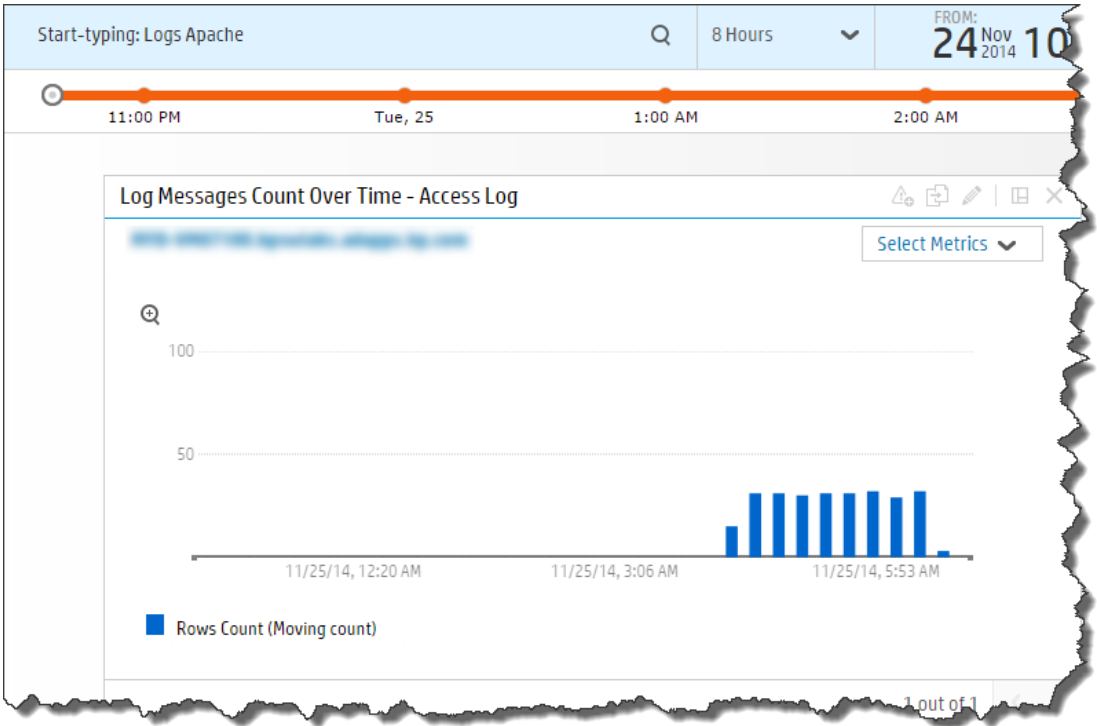 Start-typing: Logs Apache
8 Hours
FROM:
24 Nov 2014 10
11:00 PM
Tue, 25
1:00 AM
2:00 AM
Log Messages Count Over Time - Access Log
Select Metrics
100
50
11/25/14, 12:20 AM
11/25/14, 3:06 AM
11/25/14, 5:53 AM
Rows Count (Moving count)
1 out of 1